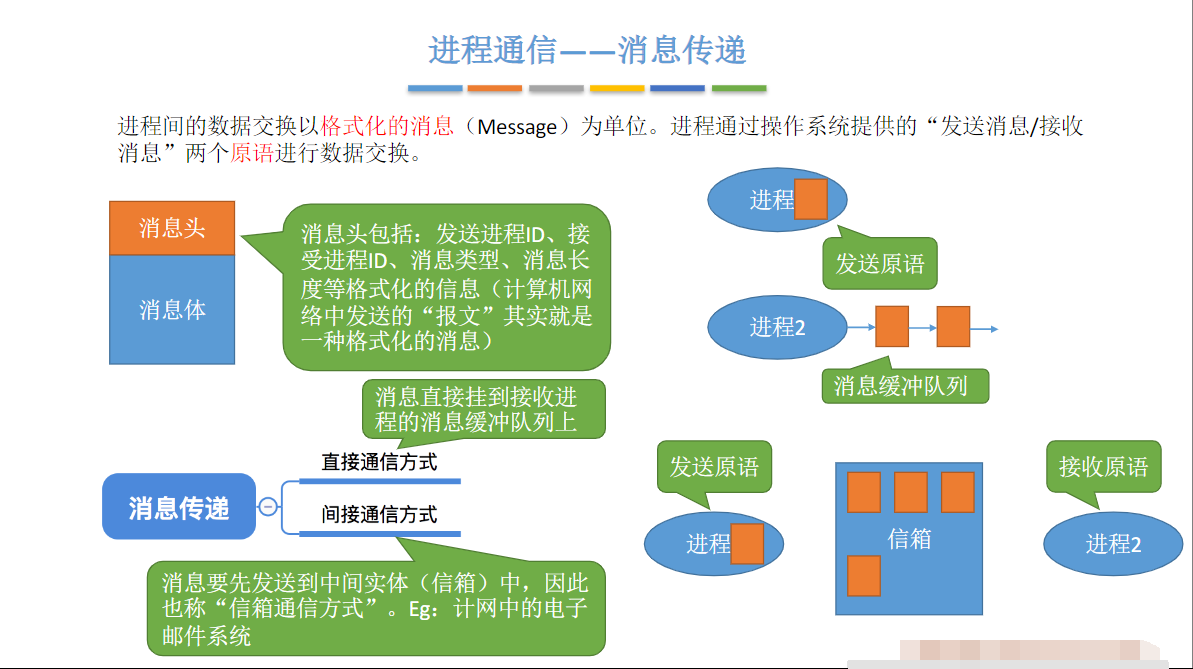 进程通信——消息传递
进程间的数据交换以格式化的消息（Message）为单位。进程通过操作系统提供的“发送消息/接收
消息”两个原语进行数据交换。
消息头
消息体
消息头包括：发送进程ID、接
受进程ID、消息类型、消息长
度等格式化的信息（计算机网
络中发送的“报文”其实就是
一种格式化的消息）
进程
发送原语
进程2
消息缓冲队列
消息直接挂到接收进
程的消息缓冲队列上
直接通信方式
消息传递
间接通信方式
消息要先发送到中间实体（信箱）中，因此
也称“信箱通信方式”。Eg：计网中的电子
邮件系统
发送原语
进程
信箱
接收原语
进程2